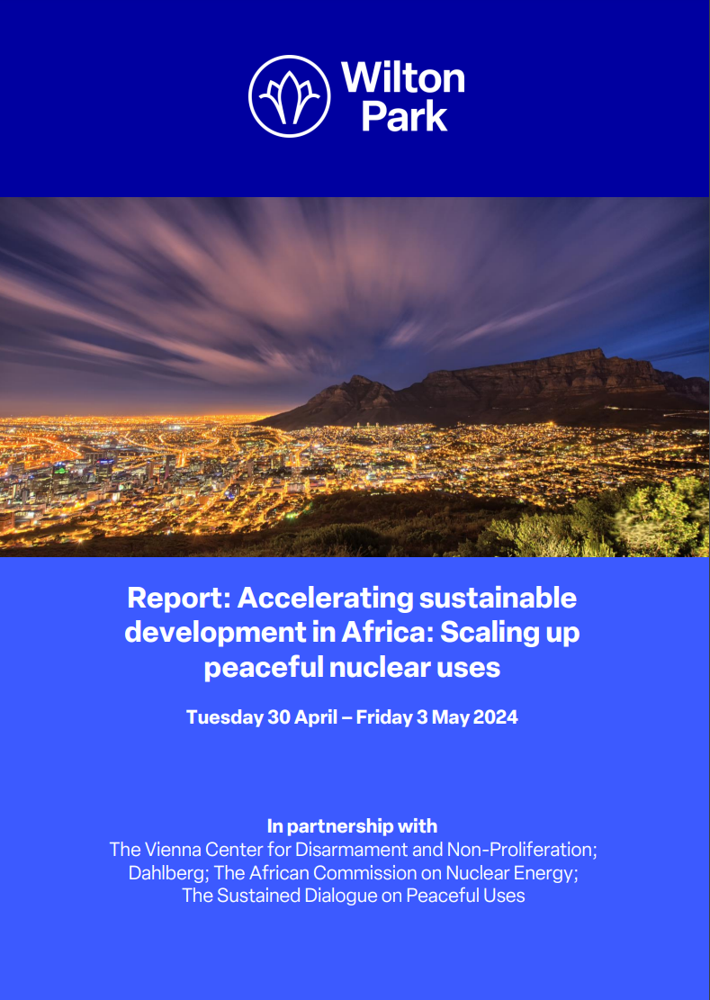 Wilton
Park
Report: Accelerating sustainable
development in Africa: Scaling up
peaceful nuclear uses
Tuesday 30 April – Friday 3 May 2024
In partnership with
The Vienna Center for Disarmament and Non-Proliferation;
Dahlberg; The African Commission on Nuclear Energy;
The Sustained Dialogue on Peaceful Uses